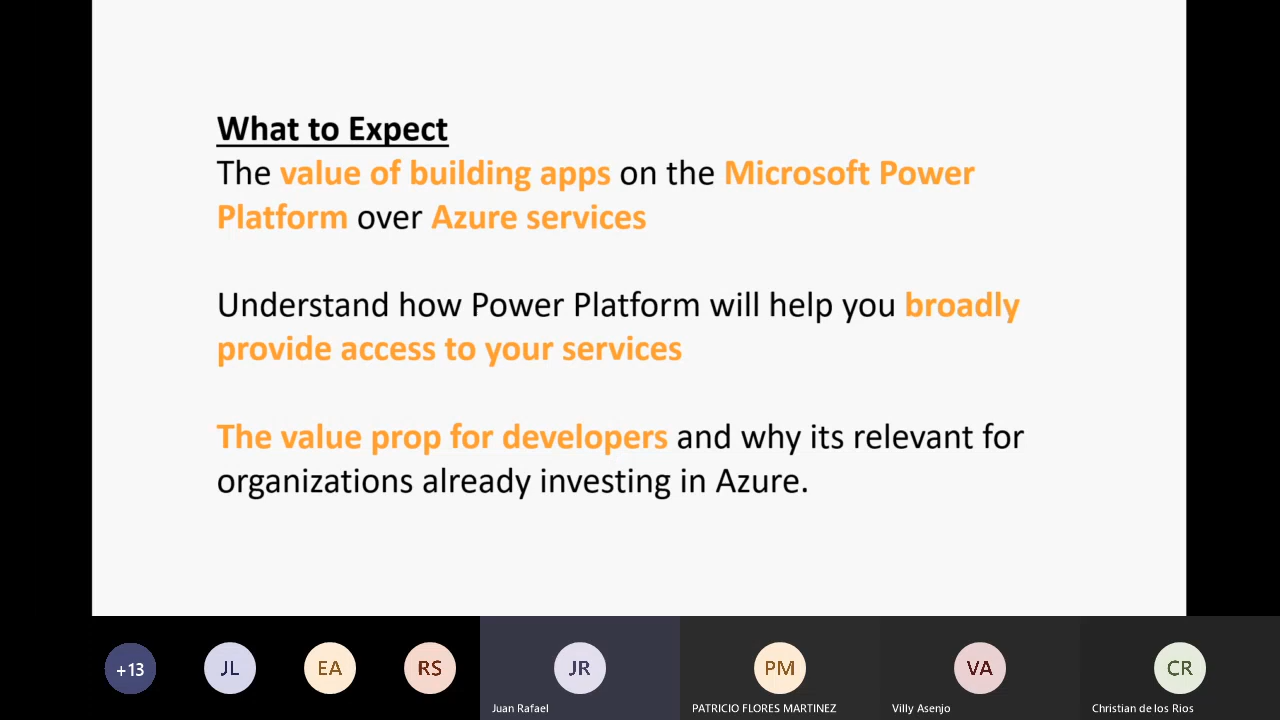 What to Expect
The value of building apps on the Microsoft Power
Platform over Azure services
Understand how Power Platform will help you broadly
provide access to your services
The value prop for developers and why its relevant for
organizations already investing in Azure.
+13
JL
EA
RS
JR
PM
VA
CR
Juan Rafael
PATRICIO FLORES MARTINEZ
Villy Asenjo
Christian de los Rios